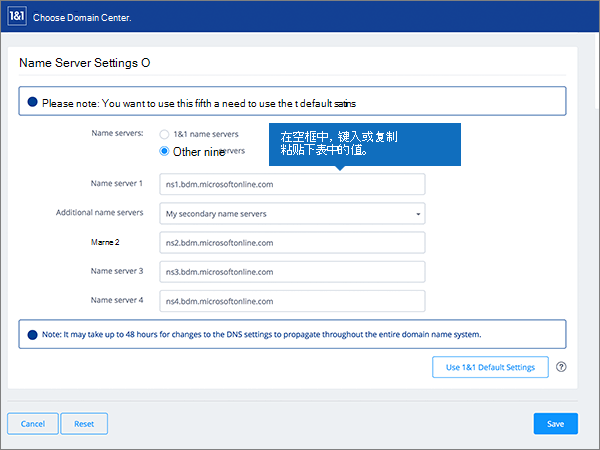 1&1 Choose Domain Center.
Name Server Settings O
Please note: You want to use this fifth a need to use the t default satins
Name servers: 1&1 name servers
Other nine servers
在空框中，键入或复制
粘贴下表中的值。
Name server 1 ns1.bdm.microsoftonline.com
Additional name servers My secondary name servers
Marne 2 ns2.bdm.microsoftonline.com
Name server 3 ns3.bdm.microsoftonline.com
Name server 4 ns4.bdm.microsoftonline.com
Note: It may take up to 48 hours for changes to the DNS settings to propagate throughout the entire domain name system.
Use 1&1 Default Settings ?
Cancel Reset Save